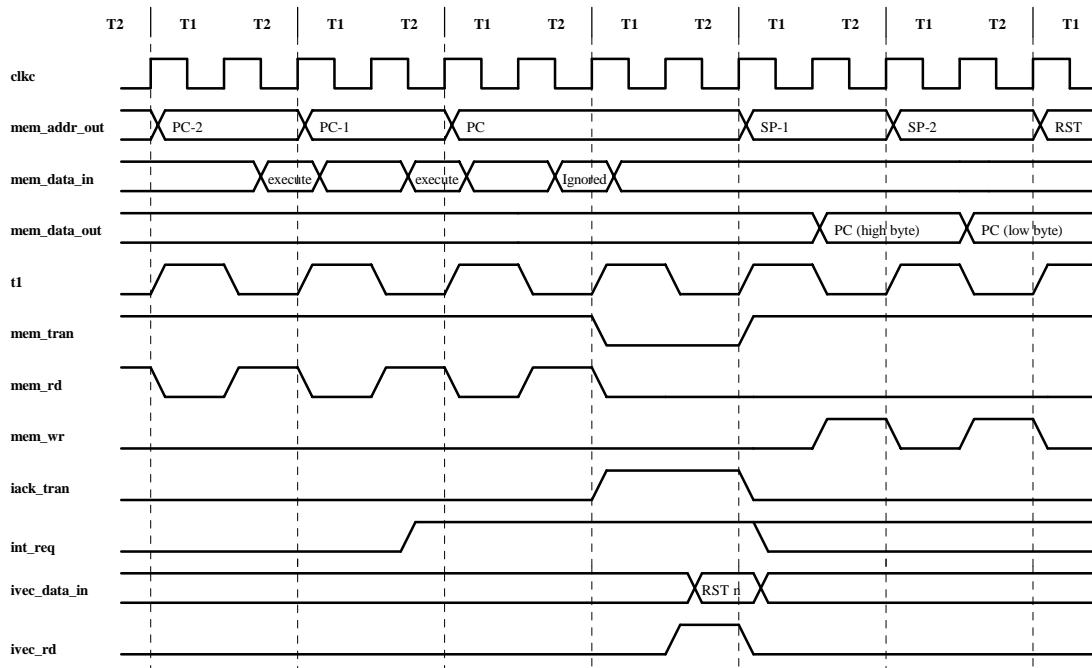 T2 T1 T2 T1 T2 T1 T2 T1 T2 T1 T2 T1 T2 T1
clkc
mem_addr_out PC-2 PC-1 PC SP-1 SP-2 RST
mem_data_in execute execute Ignored
mem_data_out PC (high byte) PC (low byte)
t1
mem_tran
mem_rd
mem_wr
iack_tran
int_req
ivec_data_in RST n
ivec_rd